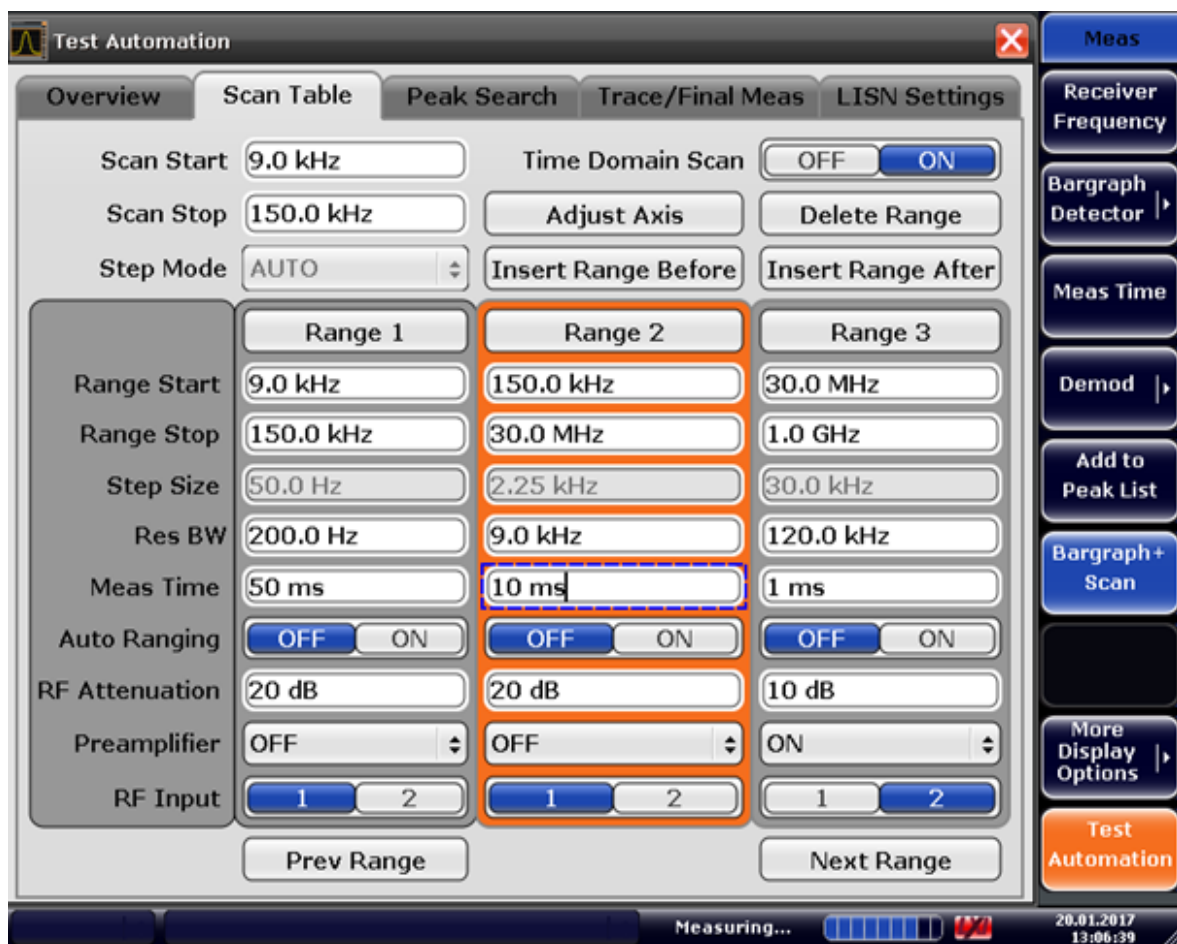 Test Automation
Overview Scan Table Peak Search Trace/Final Meas LISN Settings
Scan Start 9.0 kHz Time Domain Scan OFF ON
Scan Stop 150.0 kHz Adjust Axis Delete Range
Step Mode AUTO Insert Range Before Insert Range After
Range 1 Range 2 Range 3
Range Start 9.0 kHz 150.0 kHz 30.0 MHz
Range Stop 150.0 kHz 30.0 MHz 1.0 GHz
Step Size 50.0 Hz 2.25 kHz 30.0 kHz
Res BW 200.0 Hz 9.0 kHz 120.0 kHz
Meas Time 50 ms 10 ms 1 ms
Auto Ranging OFF ON OFF ON OFF ON
RF Attenuation 20 dB 20 dB 10 dB
Preamplifier OFF OFF ON
RF Input 1 2 1 2 1 2
Prev Range Next Range
Meas
Receiver
Frequency
Bargraph
Detector
Meas Time
Demod
Add to
Peak List
Bargraph+
Scan
More
Display
Options
Test
Automation
Measuring...
20.01.2017
13:06:39